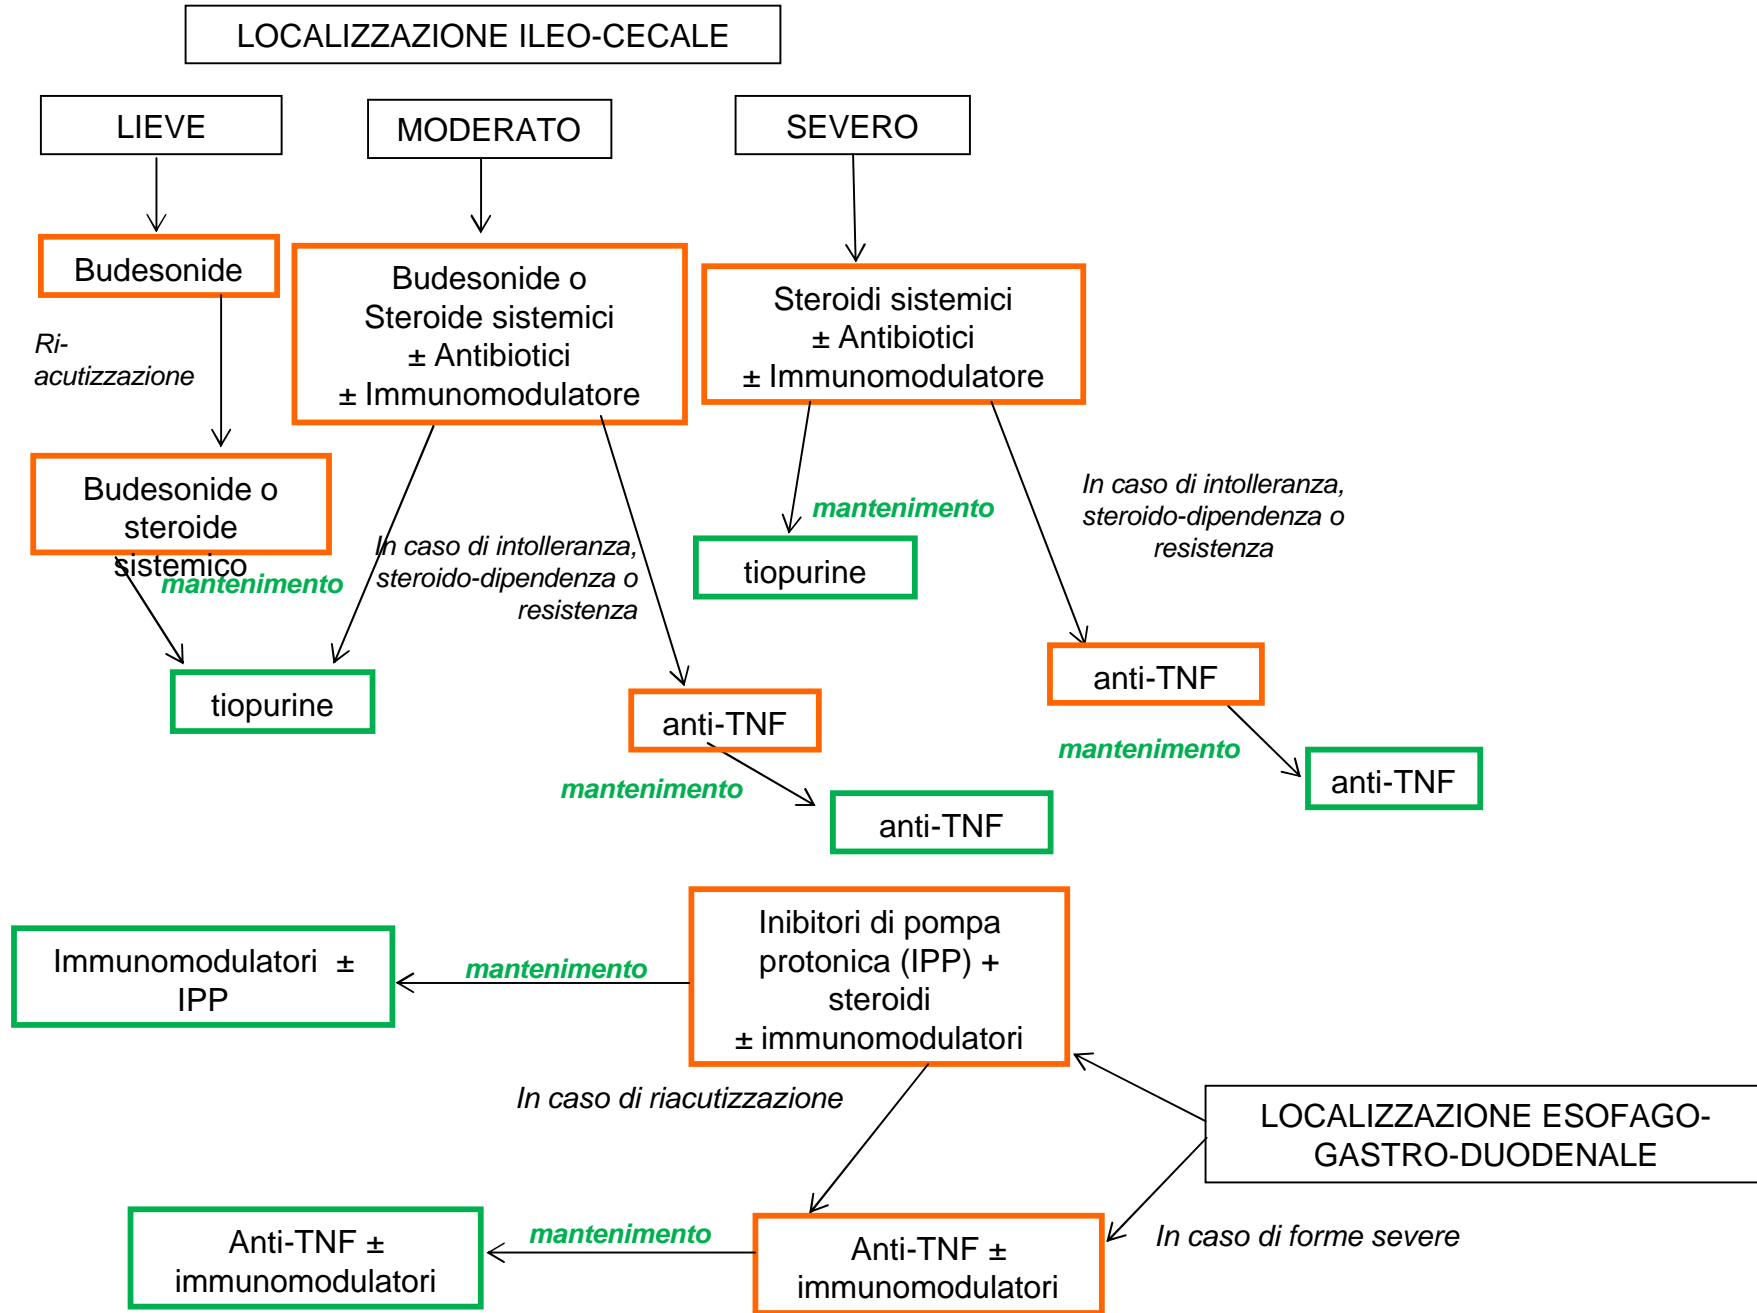 LOCALIZZAZIONE ILEO-CECALE
LIEVE
MODERATO
SEVERO
Budesonide
Budesonide o
Steroide sistemici
± Antibiotici
± Immunomodulatore
Steroidi sistemici
± Antibiotici
± Immunomodulatore
Ri-
acutizzazione
Budesonide o
steroide
sistemico
mantenimento
In caso di intolleranza,
steroido-dipendenza o
resistenza
mantenimento
In caso di intolleranza,
steroido-dipendenza o
resistenza
tiopurine
tiopurine
anti-TNF
anti-TNF
mantenimento
mantenimento
anti-TNF
anti-TNF
Inibitori di pompa
protonica (IPP) +
steroidi
± immunomodulatori
mantenimento
Immunomodulatori ±
IPP
In caso di riacutizzazione
LOCALIZZAZIONE ESOFAGO-
GASTRO-DUODENALE
In caso di forme severe
Anti-TNF ±
immunomodulatori
mantenimento
Anti-TNF ±
immunomodulatori